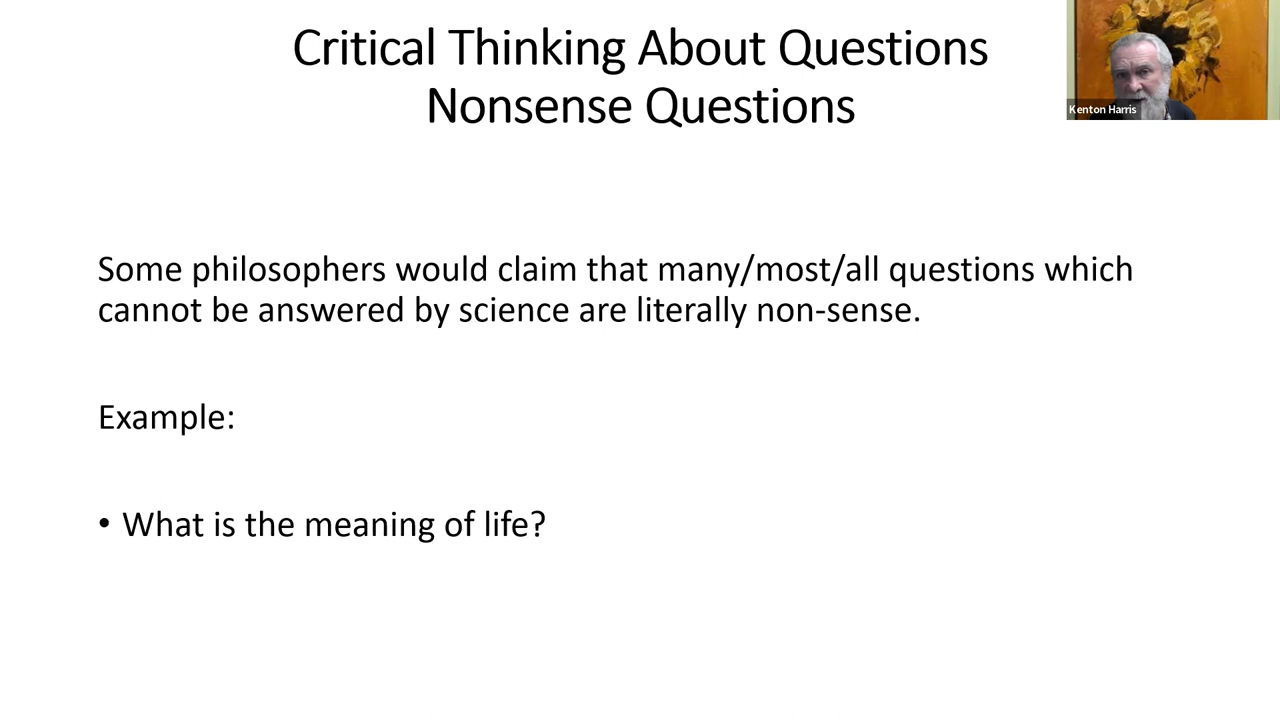 Critical Thinking About Questions
Nonsense Questions
Kenton Harris
Some philosophers would claim that many/most/all questions which
cannot be answered by science are literally non-sense.
Example:
• What is the meaning of life?